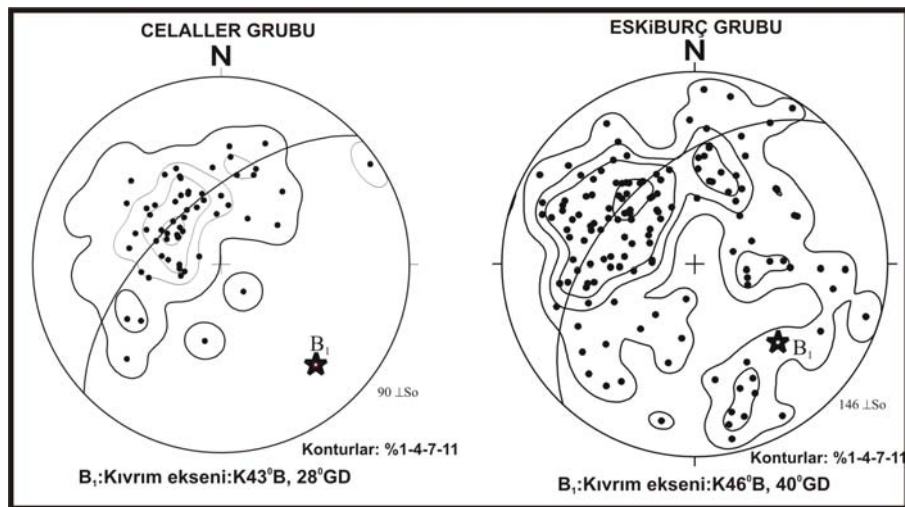 CELALLER GRUBU
N
B₁
90 ⊥So
Konturlar: %1-4-7-11
B₁:Kıvrım ekseni:K43⁰B, 28⁰GD
ESKiBURÇ GRUBU
N
B₁
146 ⊥So
Konturlar: %1-4-7-11
B₁:Kıvrım ekseni:K46⁰B, 40⁰GD